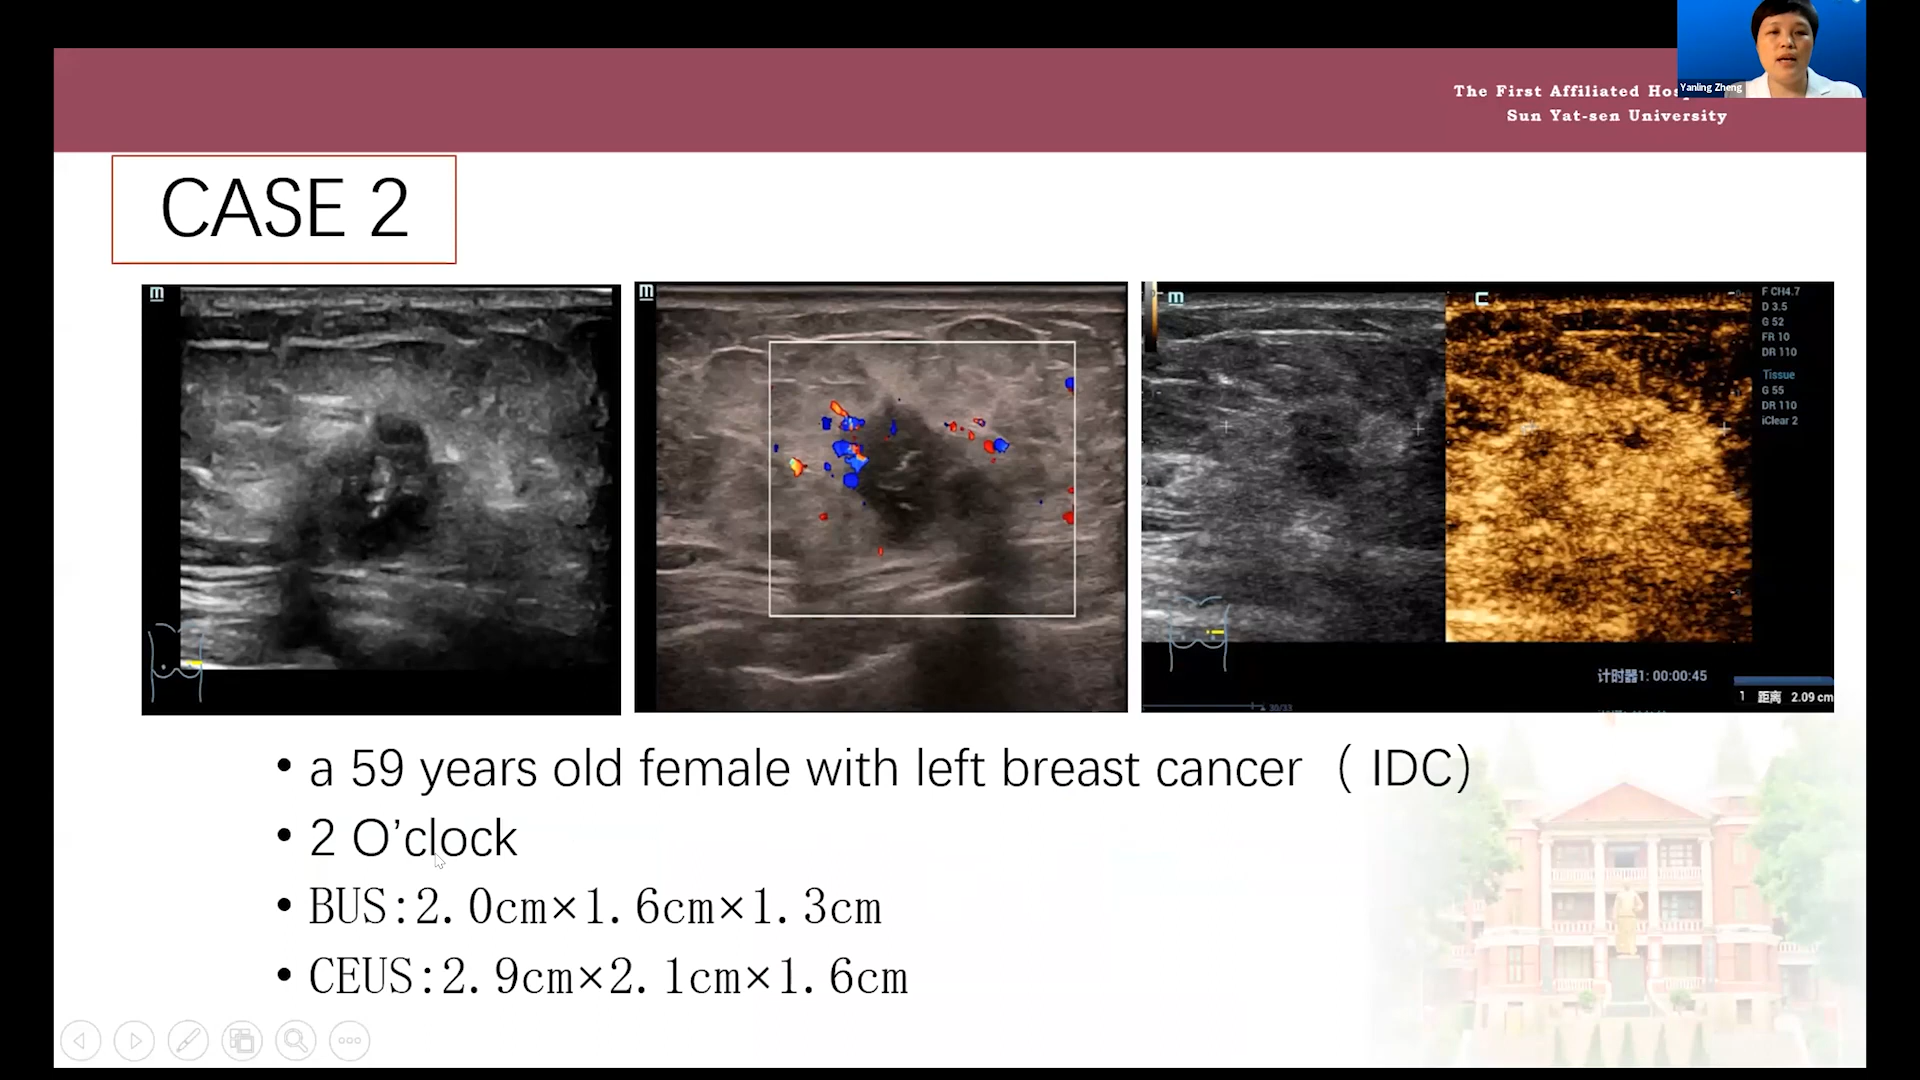 Yanling Zheng
The First Affiliated Hos
Sun Yat-sen University
CASE 2
m
m
m
C
F CH4.7
D 3.5
G 52
FR 10
DR 110
Tissue
G 55
DR 110
iClear 2
计时器1: 00:00:45
1 距离 2.09 cm
30/33
• a 59 years old female with left breast cancer （ IDC）
• 2 O’clock
• BUS:2.0cm×1.6cm×1.3cm
• CEUS:2.9cm×2.1cm×1.6cm